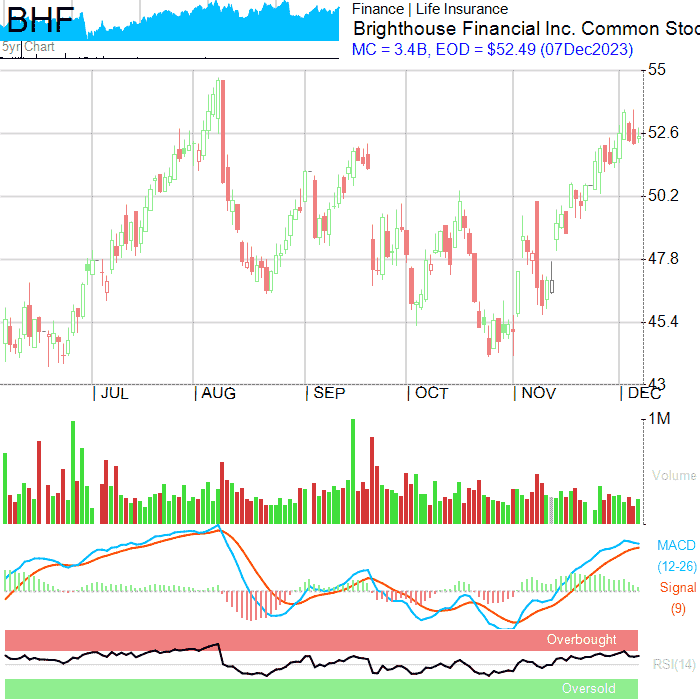 BHF
5yr Chart
Finance | Life Insurance
Brighthouse Financial Inc. Common Stoc
MC = 3.4B, EOD = $52.49 (07Dec2023)
55
52.6
50.2
47.8
45.4
43
| JUL | AUG | SEP | OCT | NOV | DEC
1M
Volume
MACD
(12-26)
Signal
(9)
Overbought
RSI(14)
Oversold